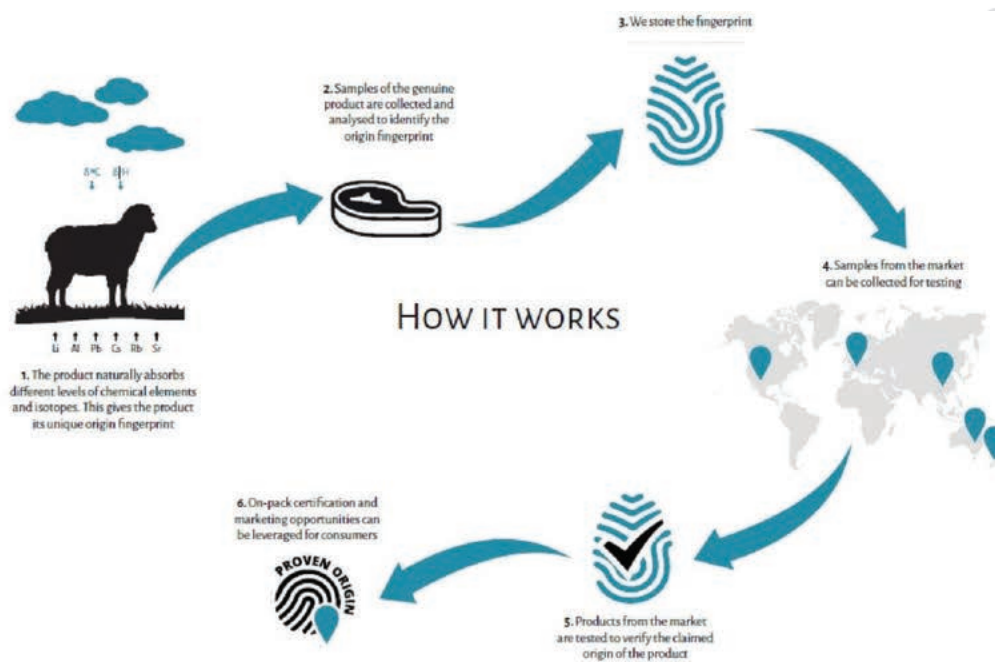 3. We store the fingerprint
2. Samples of the genuine
product are collected and
analysed to identify the
origin fingerprint
4. Samples from the market
can be collected for testing
HOW IT WORKS
Li Al Pb Cs Rb Sr
1. The product naturally absorbs
different levels of chemical elements
and isotopes. This gives the product
its unique origin fingerprint
6. On-pack certification and
marketing opportunities can
be leveraged for consumers
PROVEN ORIGIN
5. Products from the market
are tested to verify the claimed
origin of the product